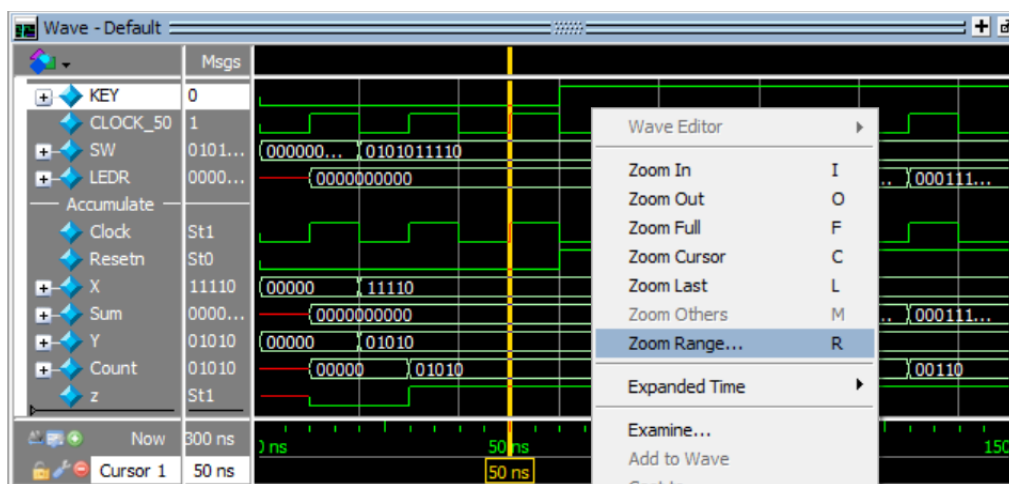 Wave - Default
Msgs
KEY 0
CLOCK_50 1
SW 0101... 000000... 0101011110
LEDR 0000... 0000000000 .. 000111...
Accumulate
Clock St1
Resetn St0
X 11110 00000 11110
Sum 0000... 0000000000 .. 000111...
Y 01010 00000 01010
Count 01010 00000 01010 00110
z St1
Now 300 ns ns 50 ns 150
Cursor 1 50 ns 50 ns
Wave Editor
Zoom In I
Zoom Out O
Zoom Full F
Zoom Cursor C
Zoom Last L
Zoom Others M
Zoom Range... R
Expanded Time
Examine...
Add to Wave